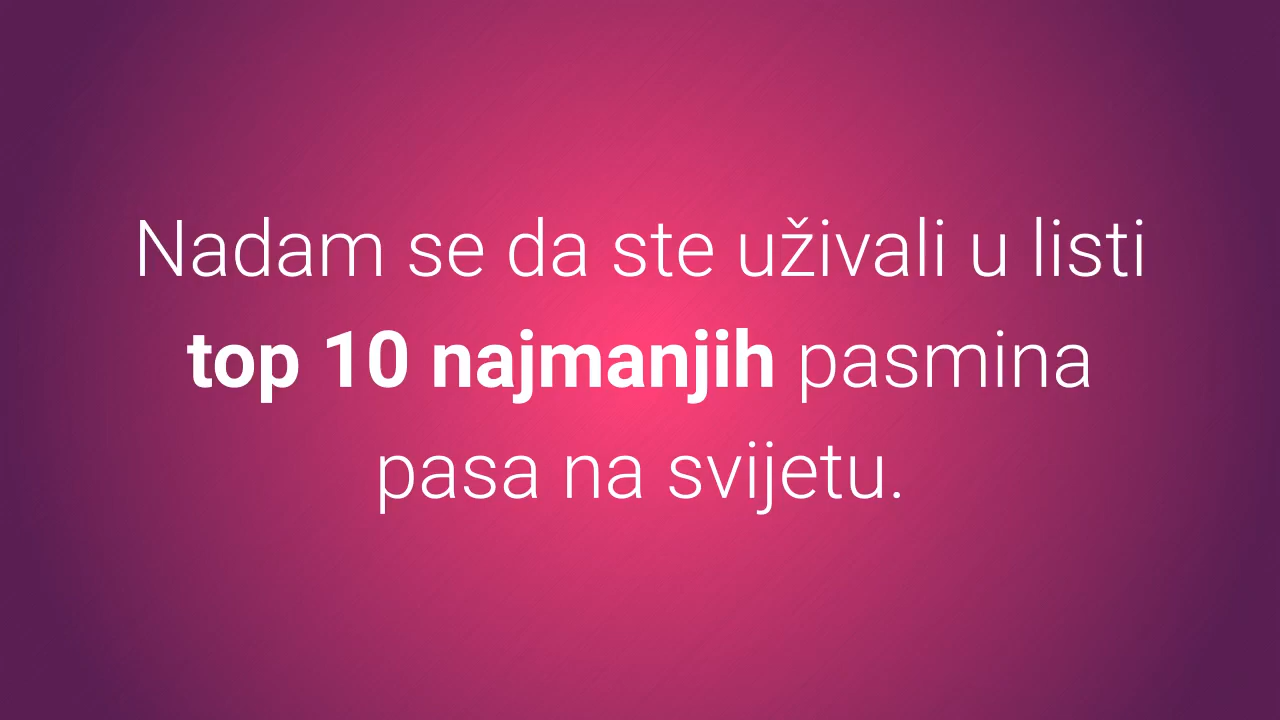 Nadam se da ste uživali u listi
top 10 najmanjih pasmina
pasa na svijetu.